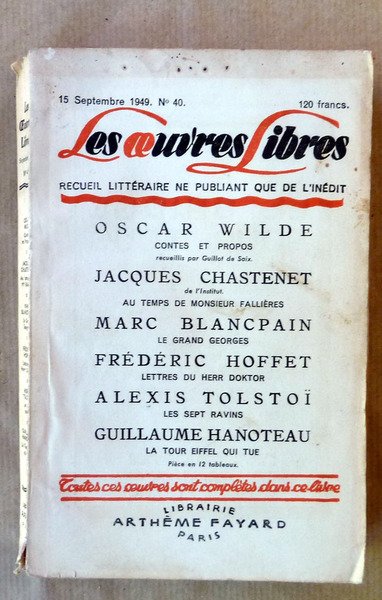 15 Septembre 1949. Nº 40. 120 francs.
Les œuvres Libres
RECUEIL LITTÉRAIRE NE PUBLIANT QUE DE L'INÉDIT
OSCAR WILDE
CONTES ET PROPOS
recueillis par Guillot de Saix.
JACQUES CHASTENET
de l'Institut.
AU TEMPS DE MONSIEUR FALLIÈRES
MARC BLANCPAIN
LE GRAND GEORGES
FRÉDÉRIC HOFFET
LETTRES DU HERR DOKTOR
ALEXIS TOLSTOÏ
LES SEPT RAVINS
GUILLAUME HANOTEAU
LA TOUR EIFFEL QUI TUE
Pièce en 12 tableaux.
Toutes ces œuvres sont complètes dans ce livre
LIBRAIRIE
ARTHÈME FAYARD
PARIS